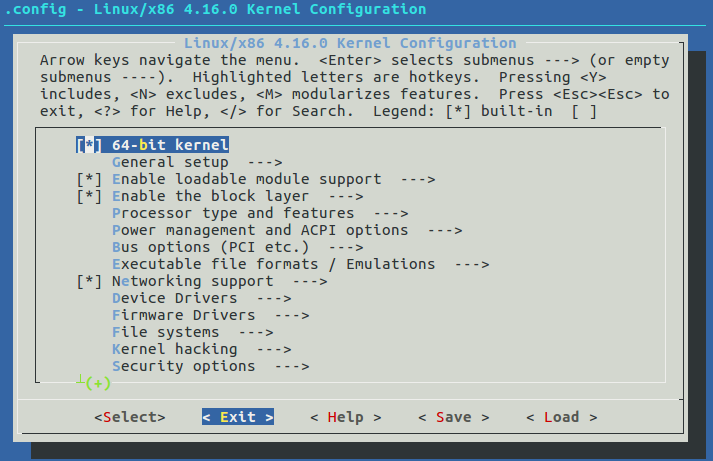 .config - Linux/x86 4.16.0 Kernel Configuration
Linux/x86 4.16.0 Kernel Configuration
Arrow keys navigate the menu.  <Enter> selects submenus ---> (or empty
submenus ----).  Highlighted letters are hotkeys.  Pressing <Y>
includes, <N> excludes, <M> modularizes features.  Press <Esc><Esc> to
exit, <?> for Help, </> for Search.  Legend: [*] built-in  [ ]
[*] 64-bit kernel
General setup  --->
[*] Enable loadable module support  --->
[*] Enable the block layer  --->
Processor type and features  --->
Power management and ACPI options  --->
Bus options (PCI etc.)  --->
Executable file formats / Emulations  --->
[*] Networking support  --->
Device Drivers  --->
Firmware Drivers  --->
File systems  --->
Kernel hacking  --->
Security options  --->
┴(+)
<Select>    < Exit >    < Help >    < Save >    < Load >